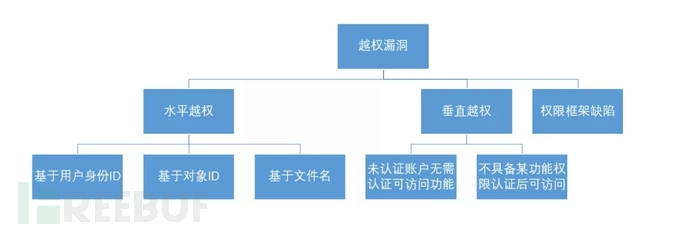 越权漏洞
水平越权
垂直越权
权限框架缺陷
基于用户身份ID
基于对象ID
基于文件名
未认证账户无需
认证可访问功能
不具备某功能权
限认证后可访问
FREEBUF